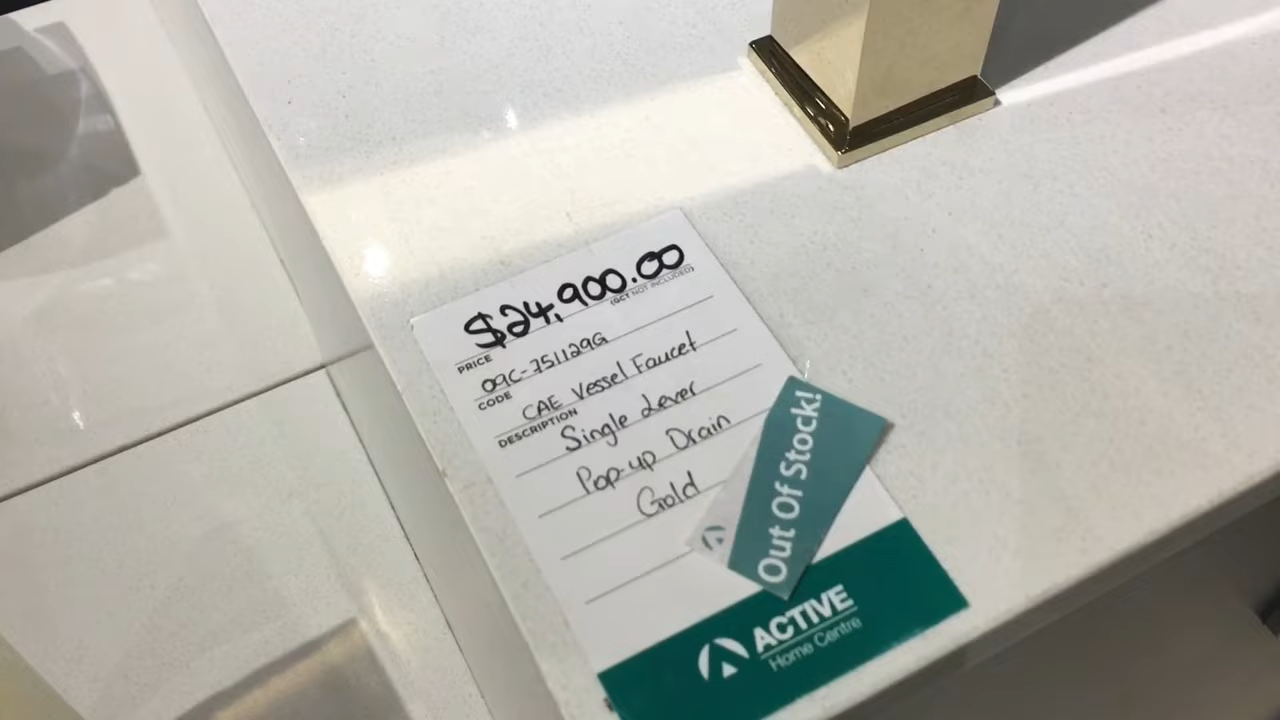 $24,900.00
(GCT NOT INCLUDED)
PRICE
09C-751129G
CODE
CAE Vessel Faucet
DESCRIPTION
Single Lever
Pop-up Drain
Gold
Out Of Stock!
ACTIVE
Home Centre